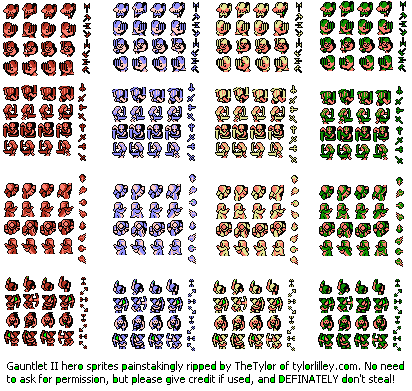 Gauntlet II hero sprites painstakingly ripped by TheTylor of tylorlilley.com. No need
to ask for permission, but please give credit if used, and DEFINATELY don't steal!